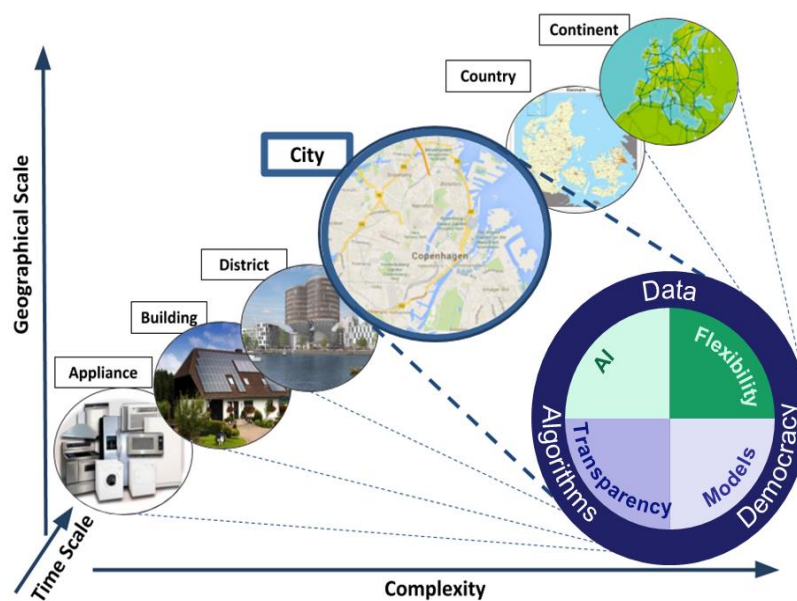 Continent
Country
City
District
Building
Appliance
Geographical Scale
Time Scale
Complexity
Copenhagen
Data
AI
Flexibility
Algorithms
Transparency
Models
Democracy